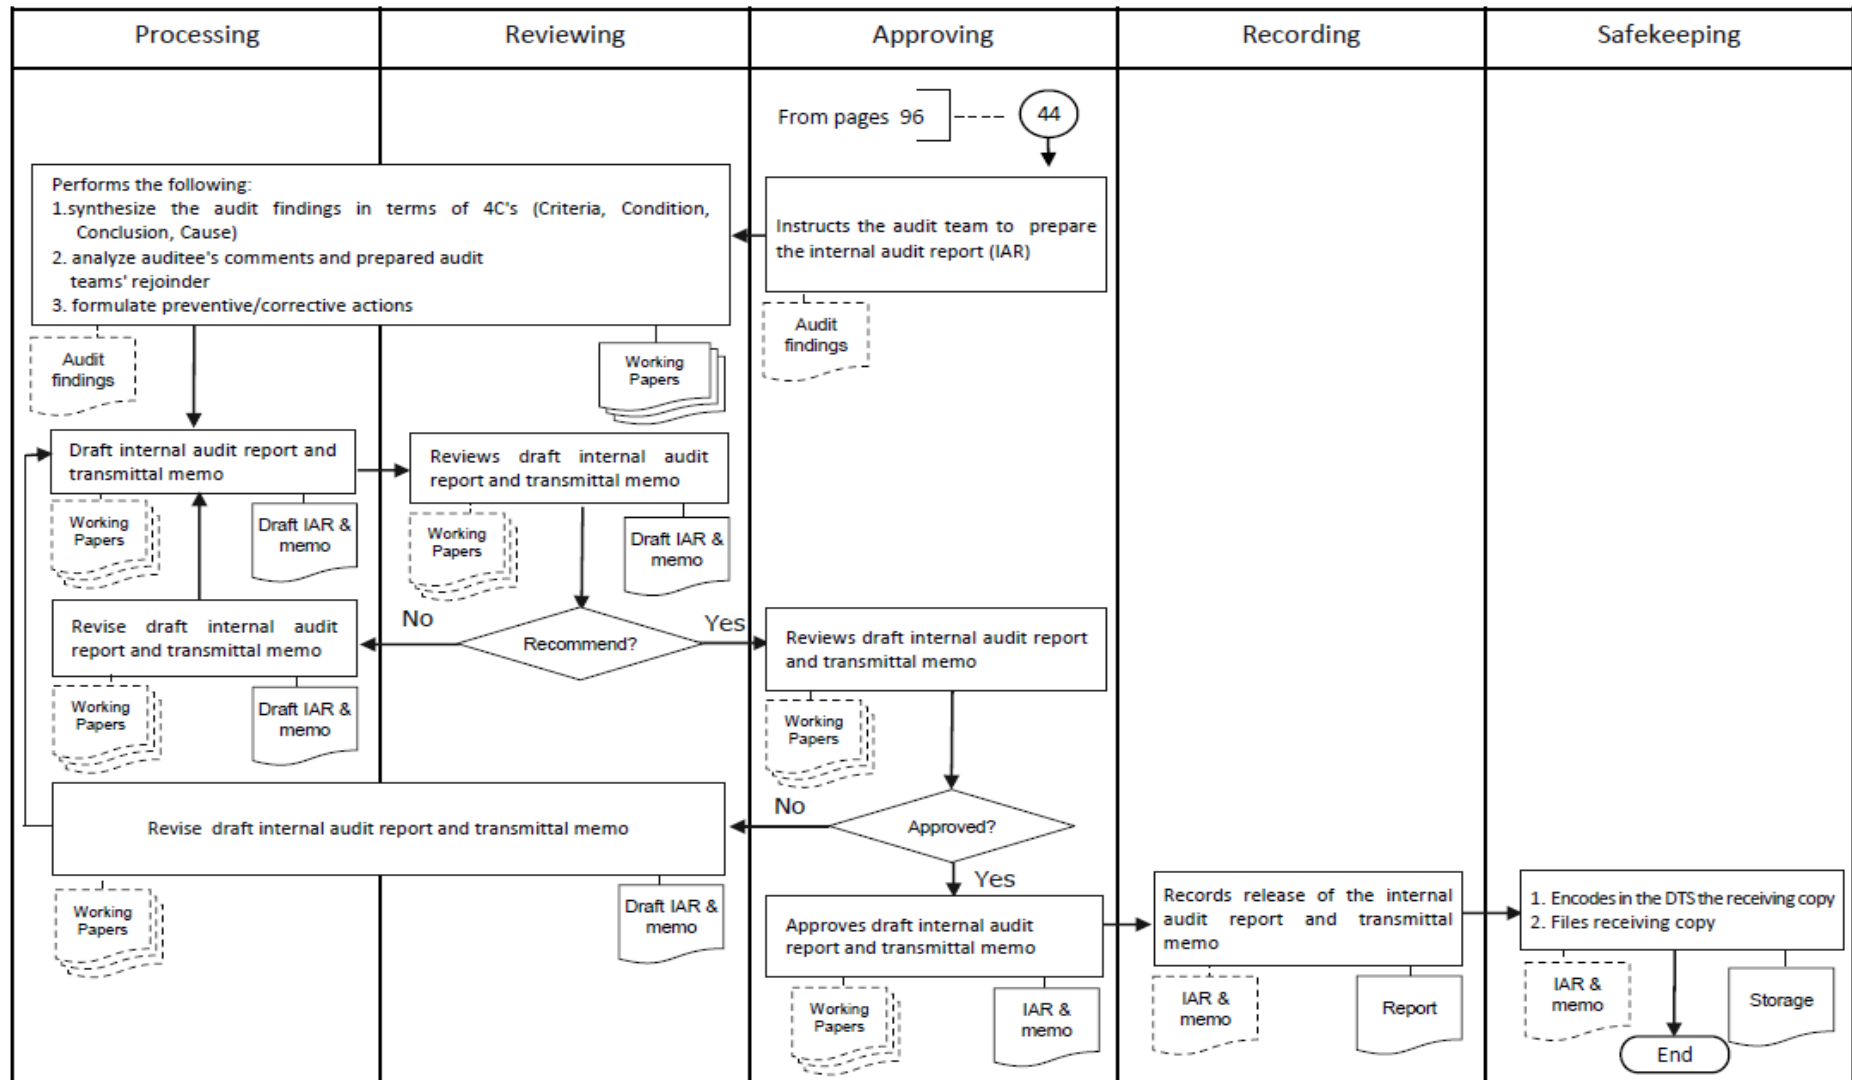 Processing
Reviewing
Approving
Recording
Safekeeping
From pages 96
44
Performs the following:
1.synthesize the audit findings in terms of 4C's (Criteria, Condition,
Conclusion, Cause)
2. analyze auditee's comments and prepared audit
teams' rejoinder
3. formulate preventive/corrective actions
Instructs the audit team to prepare
the internal audit report (IAR)
Audit
findings
Working
Papers
Audit
findings
Draft internal audit report and
transmittal memo
Reviews draft internal audit
report and transmittal memo
Working
Papers
Draft IAR &
memo
Working
Papers
Draft IAR &
memo
Revise draft internal audit
report and transmittal memo
No
Recommend?
Yes
Reviews draft internal audit report
and transmittal memo
Working
Papers
Draft IAR &
memo
Working
Papers
Revise draft internal audit report and transmittal memo
No
Approved?
Yes
Working
Papers
Draft IAR &
memo
Approves draft internal audit
report and transmittal memo
Records release of the internal
audit report and transmittal
memo
1. Encodes in the DTS the receiving copy
2. Files receiving copy
Working
Papers
IAR &
memo
IAR &
memo
Report
IAR &
memo
Storage
End